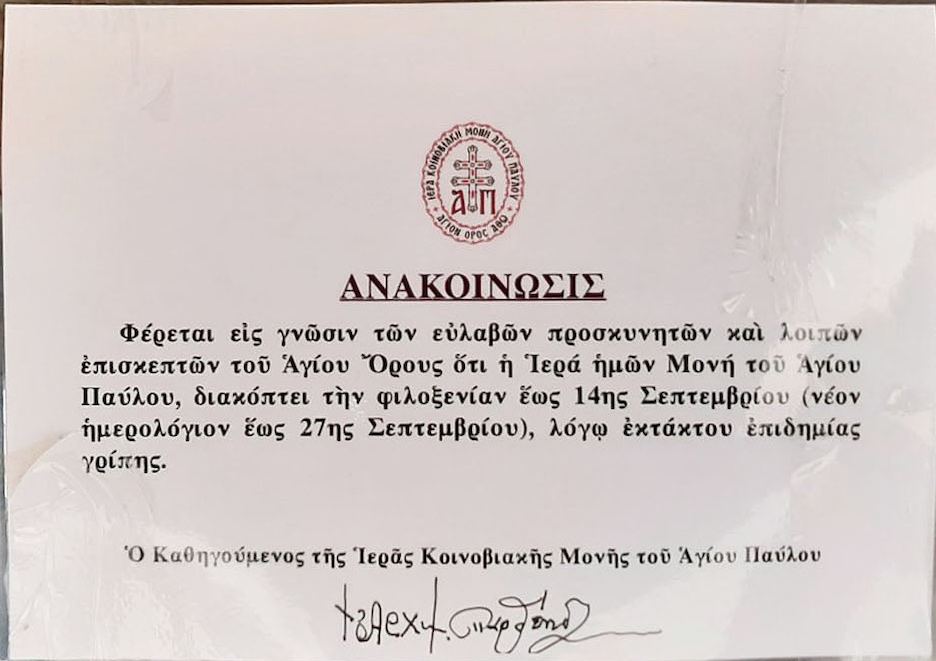 ΙΕΡΑ ΚΟΙΝΟΒΙΑΚΗ ΜΟΝΗ ΑΓΙΟΥ ΠΑΥΛΟΥ
ΑΠ
ΑΓΙΟΝ ΟΡΟΣ ΑΘΩ
ΑΝΑΚΟΙΝΩΣΙΣ
Φέρεται εἰς γνῶσιν τῶν εὐλαβῶν προσκυνητῶν καὶ λοιπῶν
ἐπισκεπτῶν τοῦ Ἁγίου Ὄρους ὅτι ἡ Ἱερά ἡμών Μονή τοῦ Ἁγίου
Παύλου, διακόπτει τὴν φιλοξενίαν ἕως 14ης Σεπτεμβρίου (νέον
ἡμερολόγιον ἕως 27ης Σεπτεμβρίου), λόγῳ ἐκτάκτου ἐπιδημίας
γρίπης.
Ὁ Καθηγούμενος τῆς Ἱερᾶς Κοινοβιακῆς Μονῆς τοῦ Ἁγίου Παύλου